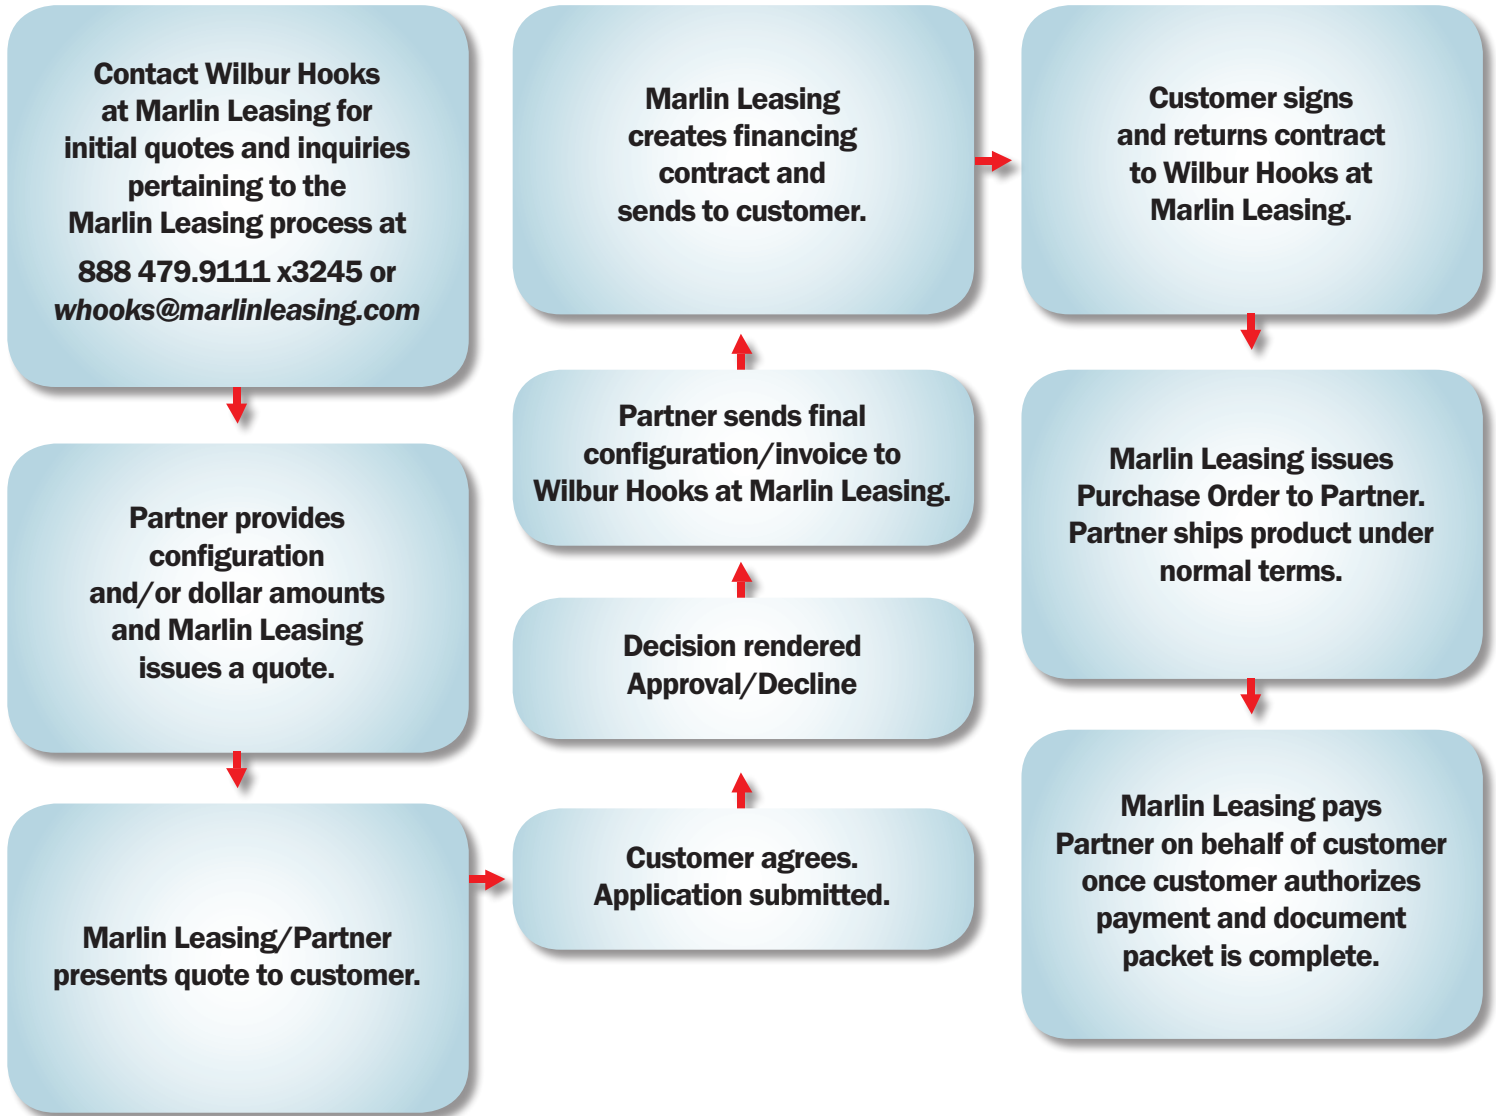 Contact Wilbur Hooks
at Marlin Leasing for
initial quotes and inquiries
pertaining to the
Marlin Leasing process at
888 479.9111 x3245 or
whooks@marlinleasing.com
Partner provides
configuration
and/or dollar amounts
and Marlin Leasing
issues a quote.
Marlin Leasing/Partner
presents quote to customer.
Customer agrees.
Application submitted.
Decision rendered
Approval/Decline
Partner sends final
configuration/invoice to
Wilbur Hooks at Marlin Leasing.
Marlin Leasing
creates financing
contract and
sends to customer.
Customer signs
and returns contract
to Wilbur Hooks at
Marlin Leasing.
Marlin Leasing issues
Purchase Order to Partner.
Partner ships product under
normal terms.
Marlin Leasing pays
Partner on behalf of customer
once customer authorizes
payment and document
packet is complete.